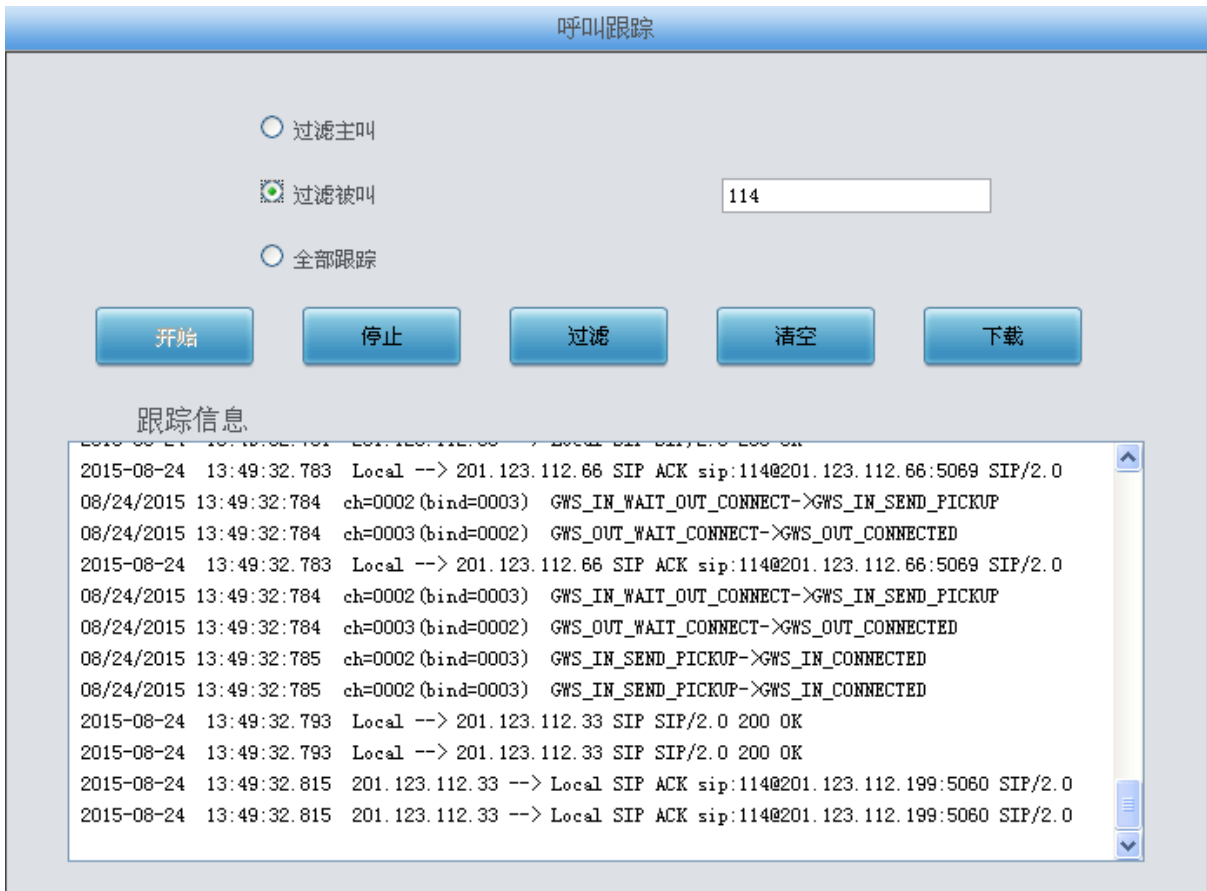 呼叫跟踪
过滤主叫
过滤被叫 114
全部跟踪
开始 停止 过滤 清空 下载
跟踪信息
2015-08-24 13:49:32.783 Local --> 201.123.112.66 SIP ACK sip:114@201.123.112.66:5069 SIP/2.0
08/24/2015 13:49:32:784 ch=0002(bind=0003) GWS_IN_WAIT_OUT_CONNECT->GWS_IN_SEND_PICKUP
08/24/2015 13:49:32:784 ch=0003(bind=0002) GWS_OUT_WAIT_CONNECT->GWS_OUT_CONNECTED
2015-08-24 13:49:32.783 Local --> 201.123.112.66 SIP ACK sip:114@201.123.112.66:5069 SIP/2.0
08/24/2015 13:49:32:784 ch=0002(bind=0003) GWS_IN_WAIT_OUT_CONNECT->GWS_IN_SEND_PICKUP
08/24/2015 13:49:32:784 ch=0003(bind=0002) GWS_OUT_WAIT_CONNECT->GWS_OUT_CONNECTED
08/24/2015 13:49:32:785 ch=0002(bind=0003) GWS_IN_SEND_PICKUP->GWS_IN_CONNECTED
08/24/2015 13:49:32:785 ch=0002(bind=0003) GWS_IN_SEND_PICKUP->GWS_IN_CONNECTED
2015-08-24 13:49:32.793 Local --> 201.123.112.33 SIP SIP/2.0 200 OK
2015-08-24 13:49:32.793 Local --> 201.123.112.33 SIP SIP/2.0 200 OK
2015-08-24 13:49:32.815 201.123.112.33 --> Local SIP ACK sip:114@201.123.112.199:5060 SIP/2.0
2015-08-24 13:49:32.815 201.123.112.33 --> Local SIP ACK sip:114@201.123.112.199:5060 SIP/2.0